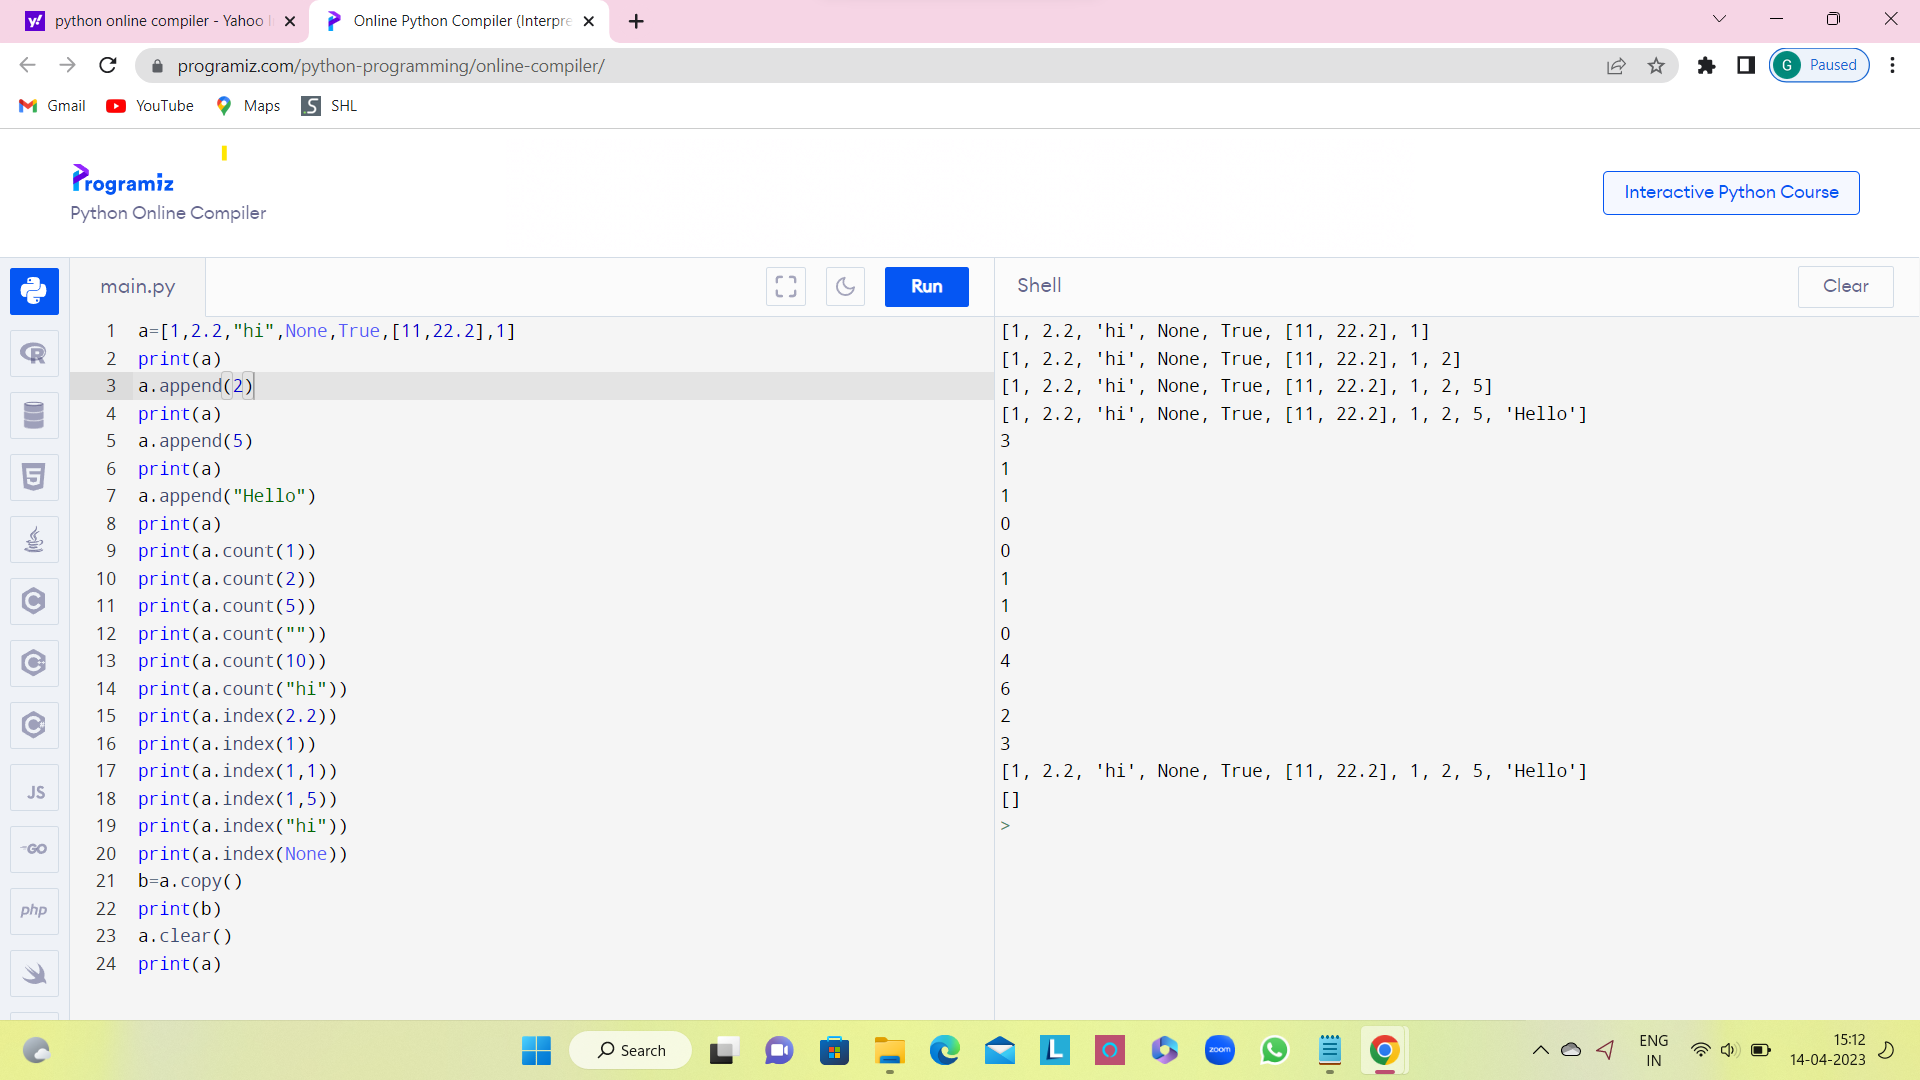 python online compiler - Yahoo
Online Python Compiler (Interpre
programiz.com/python-programming/online-compiler/
G Paused
Gmail YouTube Maps SHL
Programiz
Python Online Compiler
Interactive Python Course
main.py
Run
Shell
Clear
1 a=[1,2.2,"hi",None,True,[11,22.2],1]
2 print(a)
3 a.append(2)
4 print(a)
5 a.append(5)
6 print(a)
7 a.append("Hello")
8 print(a)
9 print(a.count(1))
10 print(a.count(2))
11 print(a.count(5))
12 print(a.count(""))
13 print(a.count(10))
14 print(a.count("hi"))
15 print(a.index(2.2))
16 print(a.index(1))
17 print(a.index(1,1))
18 print(a.index(1,5))
19 print(a.index("hi"))
20 print(a.index(None))
21 b=a.copy()
22 print(b)
23 a.clear()
24 print(a)
[1, 2.2, 'hi', None, True, [11, 22.2], 1]
[1, 2.2, 'hi', None, True, [11, 22.2], 1, 2]
[1, 2.2, 'hi', None, True, [11, 22.2], 1, 2, 5]
[1, 2.2, 'hi', None, True, [11, 22.2], 1, 2, 5, 'Hello']
3
1
1
0
0
1
1
0
4
6
2
3
[1, 2.2, 'hi', None, True, [11, 22.2], 1, 2, 5, 'Hello']
[]
>
R
5
C
C
C
JS
GO
php
Search
L
zoom
ENG
IN
15:12
14-04-2023